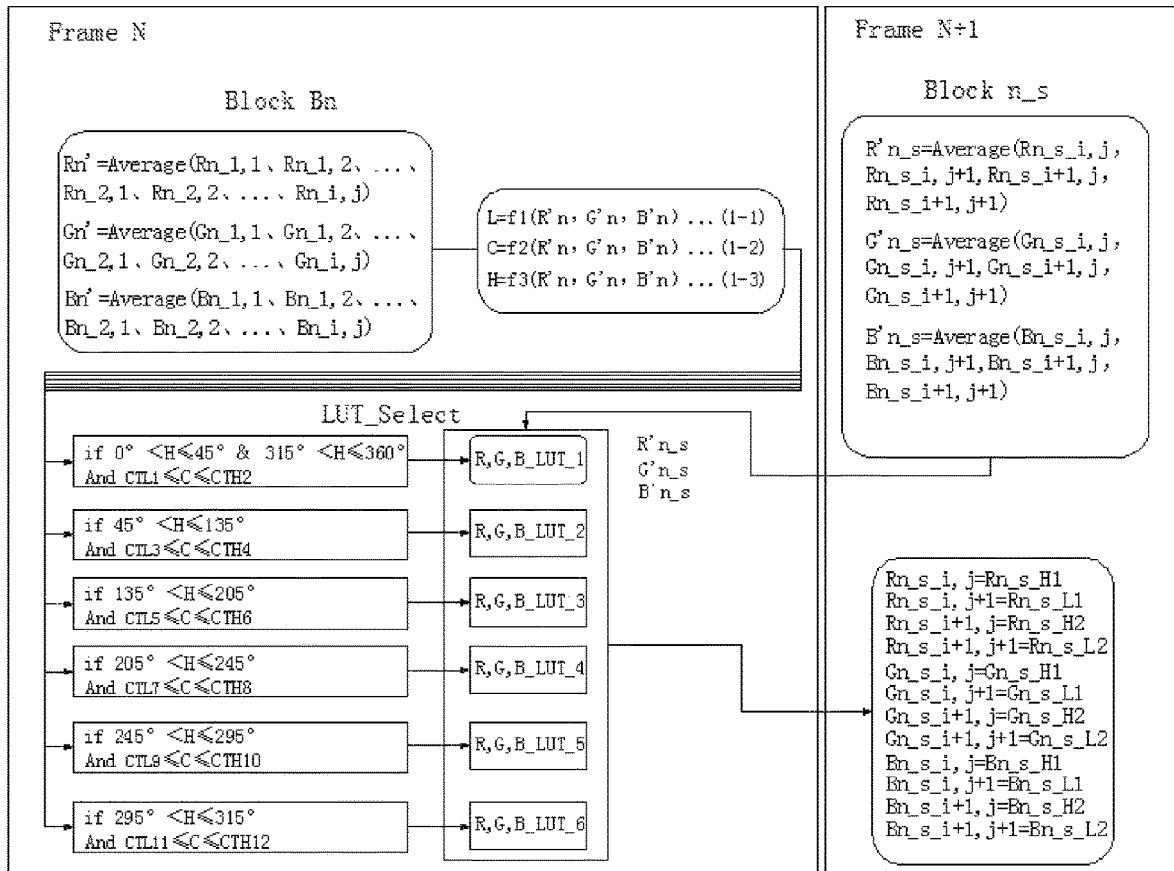 Frame N
Block Bn
Rn'=Average(Rn_1,1、Rn_1,2、....、
Rn_2,1、Rn_2,2、....、Rn_i,j)
Gn'=Average(Gn_1,1、Gn_1,2、....、
Gn_2,1、Gn_2,2、....、Gn_i,j)
Bn'=Average(Bn_1,1、Bn_1,2、....、
Bn_2,1、Bn_2,2、....、Bn_i,j)
L=f1(R'n, G'n, B'n) ... (1-1)
C=f2(R'n, G'n, B'n) ... (1-2)
H=f3(R'n, G'n, B'n) ... (1-3)
LUT_Select
if 0° <H≤45° & 315° <H≤360°
And CTL1≤C≤CTH2
R,G,B_LUT_1
if 45° <H≤135°
And CTL3≤C≤CTH4
R,G,B_LUT_2
if 135° <H≤205°
And CTL5≤C≤CTH6
R,G,B_LUT_3
if 205° <H≤245°
And CTL7≤C≤CTH8
R,G,B_LUT_4
if 245° <H≤295°
And CTL9≤C≤CTH10
R,G,B_LUT_5
if 295° <H≤315°
And CTL11≤C≤CTH12
R,G,B_LUT_6
R'n_s
G'n_s
B'n_s
Frame N+1
Block n_s
R'n_s=Average(Rn_s_i,j,
Rn_s_i,j+1,Rn_s_i+1,j,
Rn_s_i+1,j+1)
G'n_s=Average(Gn_s_i,j,
Gn_s_i,j+1,Gn_s_i+1,j,
Gn_s_i+1,j+1)
B'n_s=Average(Bn_s_i,j,
Bn_s_i,j+1,Bn_s_i+1,j,
Bn_s_i+1,j+1)
Rn_s_i,j=Rn_s_H1
Rn_s_i,j+1=Rn_s_L1
Rn_s_i+1,j=Rn_s_H2
Rn_s_i+1,j+1=Rn_s_L2
Gn_s_i,j=Gn_s_H1
Gn_s_i,j+1=Gn_s_L1
Gn_s_i+1,j=Gn_s_H2
Gn_s_i+1,j+1=Gn_s_L2
Bn_s_i,j=Bn_s_H1
Bn_s_i,j+1=Bn_s_L1
Bn_s_i+1,j=Bn_s_H2
Bn_s_i+1,j+1=Bn_s_L2